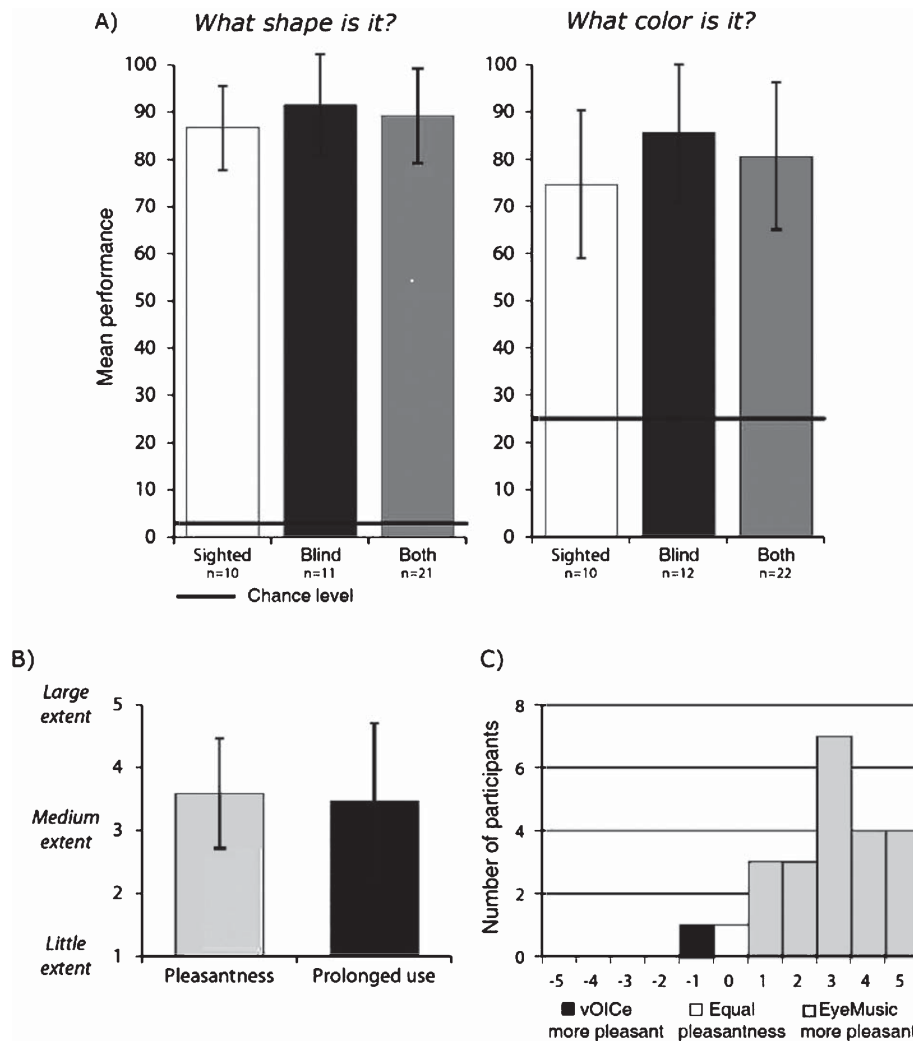 A)
What shape is it?
What color is it?
Mean performance
100
90
80
70
60
50
40
30
20
10
0
Sighted
n=10
Blind
n=11
Both
n=21
Chance level
100
90
80
70
60
50
40
30
20
10
0
Sighted
n=10
Blind
n=12
Both
n=22
B)
Large
extent
Medium
extent
Little
extent
5
4
3
2
1
Pleasantness
Prolonged use
C)
Number of participants
8
6
4
2
0
-5 -4 -3 -2 -1 0 1 2 3 4 5
vOICe
more pleasant
Equal
pleasantness
EyeMusic
more pleasant